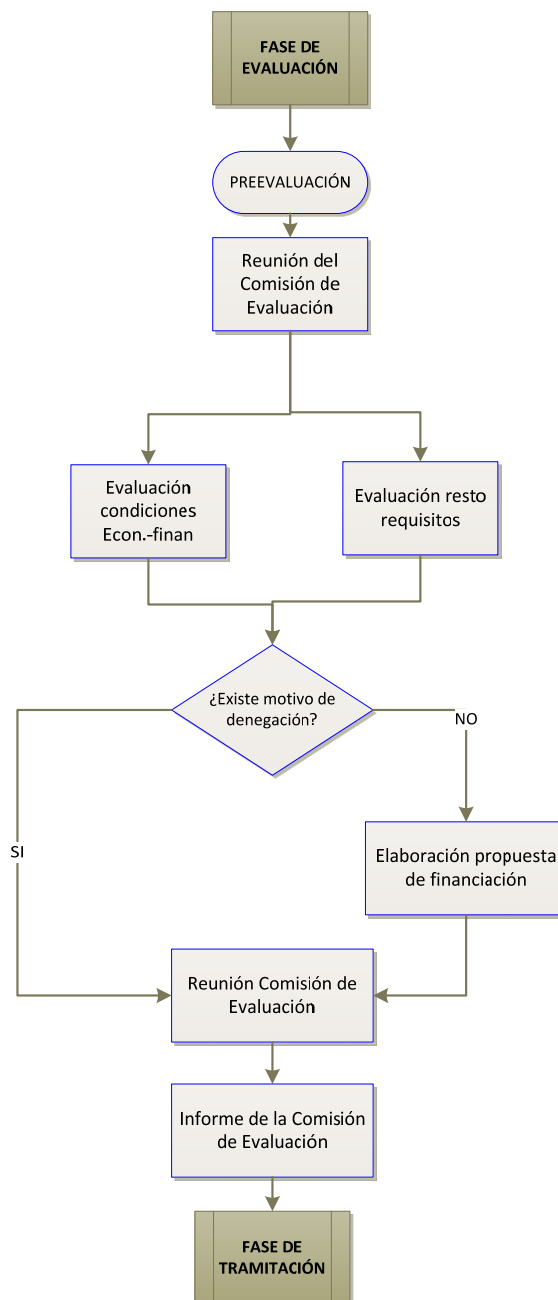 FASE DE
EVALUACIÓN
PREEVALUACIÓN
Reunión del
Comisión de
Evaluación
Evaluación
condiciones
Econ.-finan
Evaluación resto
requisitos
¿Existe motivo de
denegación?
NO
SI
Elaboración propuesta
de financiación
Reunión Comisión de
Evaluación
Informe de la Comisión
de Evaluación
FASE DE
TRAMITACIÓN